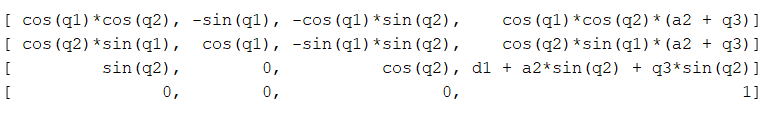 [ cos(q1)*cos(q2), -sin(q1), -cos(q1)*sin(q2),    cos(q1)*cos(q2)*(a2 + q3)]
[ cos(q2)*sin(q1),  cos(q1), -sin(q1)*sin(q2),    cos(q2)*sin(q1)*(a2 + q3)]
[         sin(q2),        0,          cos(q2), d1 + a2*sin(q2) + q3*sin(q2)]
[               0,        0,                0,                            1]